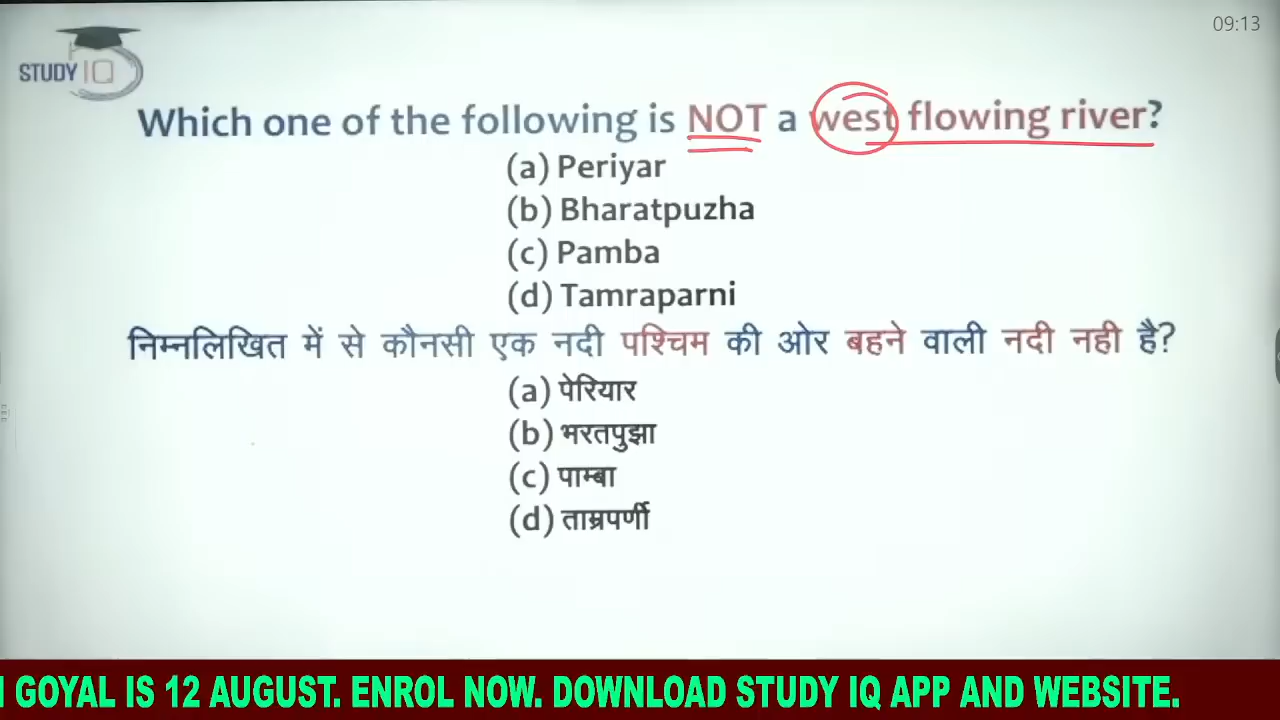 09:13
STUDY IQ
Which one of the following is NOT a west flowing river?
(a) Periyar
(b) Bharatpuzha
(c) Pamba
(d) Tamraparni
निम्नलिखित में से कौनसी एक नदी पश्चिम की ओर बहने वाली नदी नही है?
(a) पेरियार
(b) भरतपुझा
(c) पाम्बा
(d) ताम्रपर्णी
GOYAL IS 12 AUGUST. ENROL NOW. DOWNLOAD STUDY IQ APP AND WEBSITE.